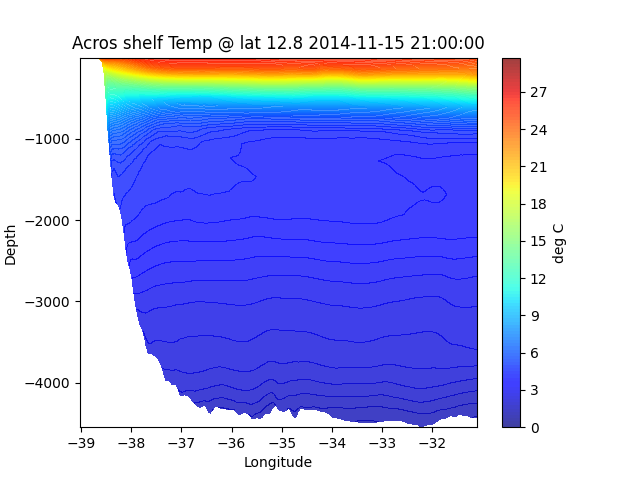 Acros shelf Temp @ lat 12.8 2014-11-15 21:00:00
27
24
21
18
15
12
9
6
3
0
deg C
−1000
−2000
−3000
−4000
Depth
−39 −38 −37 −36 −35 −34 −33 −32
Longitude